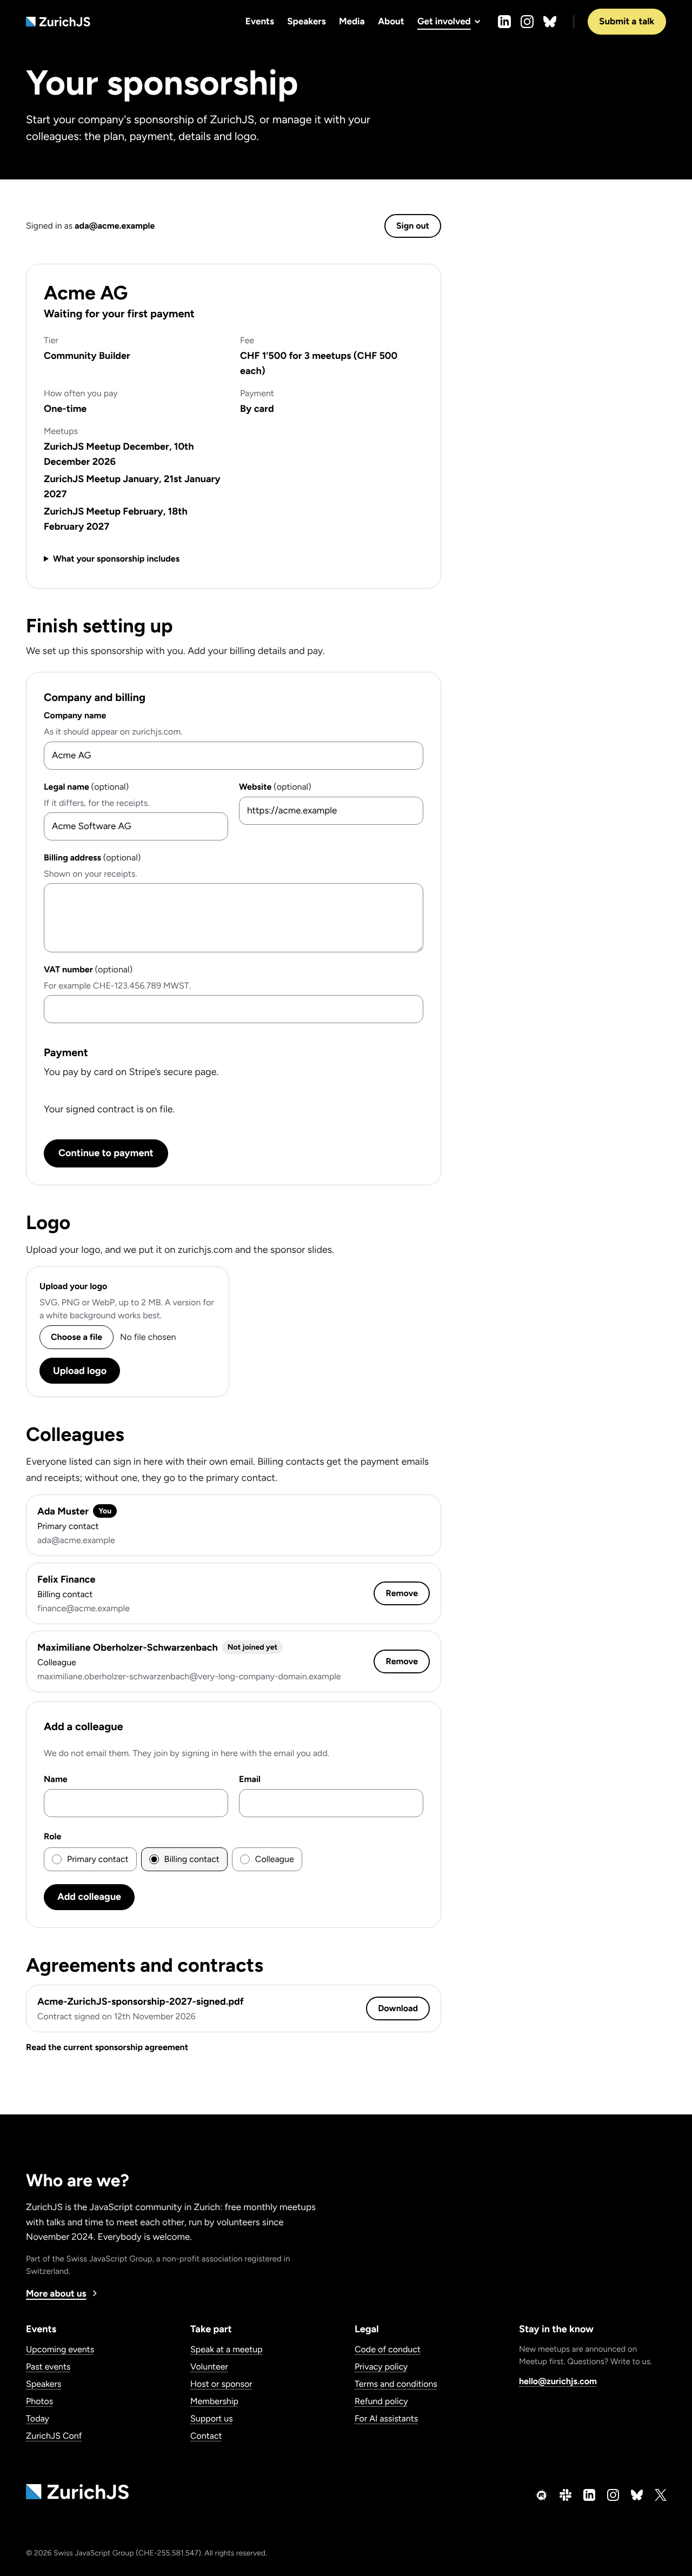 ZurichJS
Events Speakers Media About Get involved Submit a talk
Your sponsorship
Start your company's sponsorship of ZurichJS, or manage it with your
colleagues: the plan, payment, details and logo.
Signed in as ada@acme.example Sign out
Acme AG
Waiting for your first payment
Tier
Community Builder
Fee
CHF 1'500 for 3 meetups (CHF 500
each)
How often you pay
One-time
Payment
By card
Meetups
ZurichJS Meetup December, 10th
December 2026
ZurichJS Meetup January, 21st January
2027
ZurichJS Meetup February, 18th
February 2027
What your sponsorship includes
Finish setting up
We set up this sponsorship with you. Add your billing details and pay.
Company and billing
Company name
As it should appear on zurichjs.com.
Acme AG
Legal name (optional)
If it differs, for the receipts.
Acme Software AG
Website (optional)
https://acme.example
Billing address (optional)
Shown on your receipts.
VAT number (optional)
For example CHE-123.456.789 MWST.
Payment
You pay by card on Stripe's secure page.
Your signed contract is on file.
Continue to payment
Logo
Upload your logo, and we put it on zurichjs.com and the sponsor slides.
Upload your logo
SVG, PNG or WebP, up to 2 MB. A version for
a white background works best.
Choose a file No file chosen
Upload logo
Colleagues
Everyone listed can sign in here with their own email. Billing contacts get the payment emails
and receipts; without one, they go to the primary contact.
Ada Muster You
Primary contact
ada@acme.example
Felix Finance
Billing contact
finance@acme.example
Remove
Maximiliane Oberholzer-Schwarzenbach Not joined yet
Colleague
maximiliane.oberholzer-schwarzenbach@very-long-company-domain.example
Remove
Add a colleague
We do not email them. They join by signing in here with the email you add.
Name
Email
Role
Primary contact Billing contact Colleague
Add colleague
Agreements and contracts
Acme-ZurichJS-sponsorship-2027-signed.pdf
Contract signed on 12th November 2026
Download
Read the current sponsorship agreement
Who are we?
ZurichJS is the JavaScript community in Zurich: free monthly meetups
with talks and time to meet each other, run by volunteers since
November 2024. Everybody is welcome.
Part of the Swiss JavaScript Group, a non-profit association registered in
Switzerland.
More about us
Events
Upcoming events
Past events
Speakers
Photos
Today
ZurichJS Conf
Take part
Speak at a meetup
Volunteer
Host or sponsor
Membership
Support us
Contact
Legal
Code of conduct
Privacy policy
Terms and conditions
Refund policy
For AI assistants
Stay in the know
New meetups are announced on
Meetup first. Questions? Write to us.
hello@zurichjs.com
ZurichJS
© 2026 Swiss JavaScript Group (CHE-255.581.547). All rights reserved.